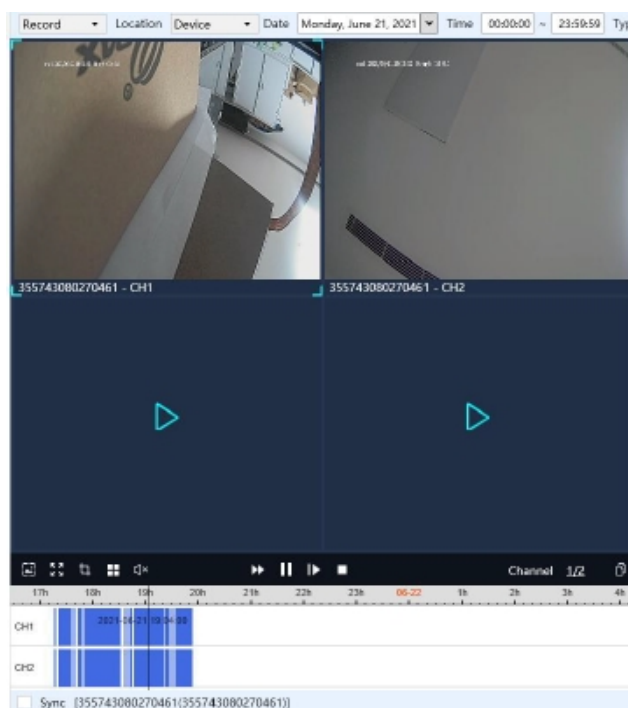 Record Location Device Date Monday, June 21, 2021 Time 00:00:00 ~ 23:59:59 Typ
355743080270461 - CH1 355743080270461 - CH2
Channel 1/2
17h 18h 19h 20h 21h 22h 23h 06-22 1h 2h 3h 4h
CH1 2021-06-21 19:04:00
CH2
Sync [355743080270461(355743080270461)]